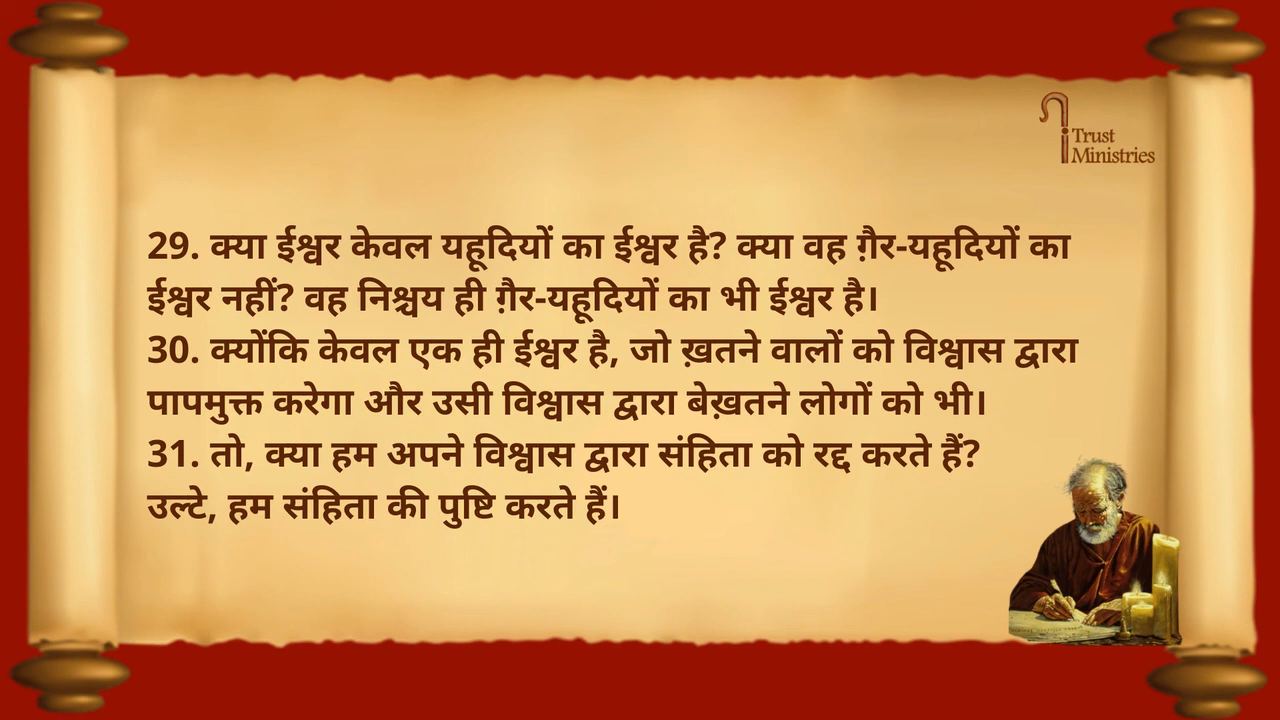 Trust
Ministries
29. क्या ईश्वर केवल यहूदियों का ईश्वर है? क्या वह ग़ैर-यहूदियों का
ईश्वर नहीं? वह निश्चय ही ग़ैर-यहूदियों का भी ईश्वर है।
30. क्योंकि केवल एक ही ईश्वर है, जो ख़तने वालों को विश्वास द्वारा
पापमुक्त करेगा और उसी विश्वास द्वारा बेख़तने लोगों को भी।
31. तो, क्या हम अपने विश्वास द्वारा संहिता को रद्द करते हैं?
उल्टे, हम संहिता की पुष्टि करते हैं।